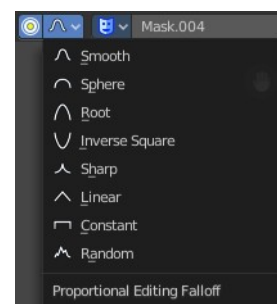 Mask.004
Smooth
Sphere
Root
Inverse Square
Sharp
Linear
Constant
Random
Proportional Editing Falloff